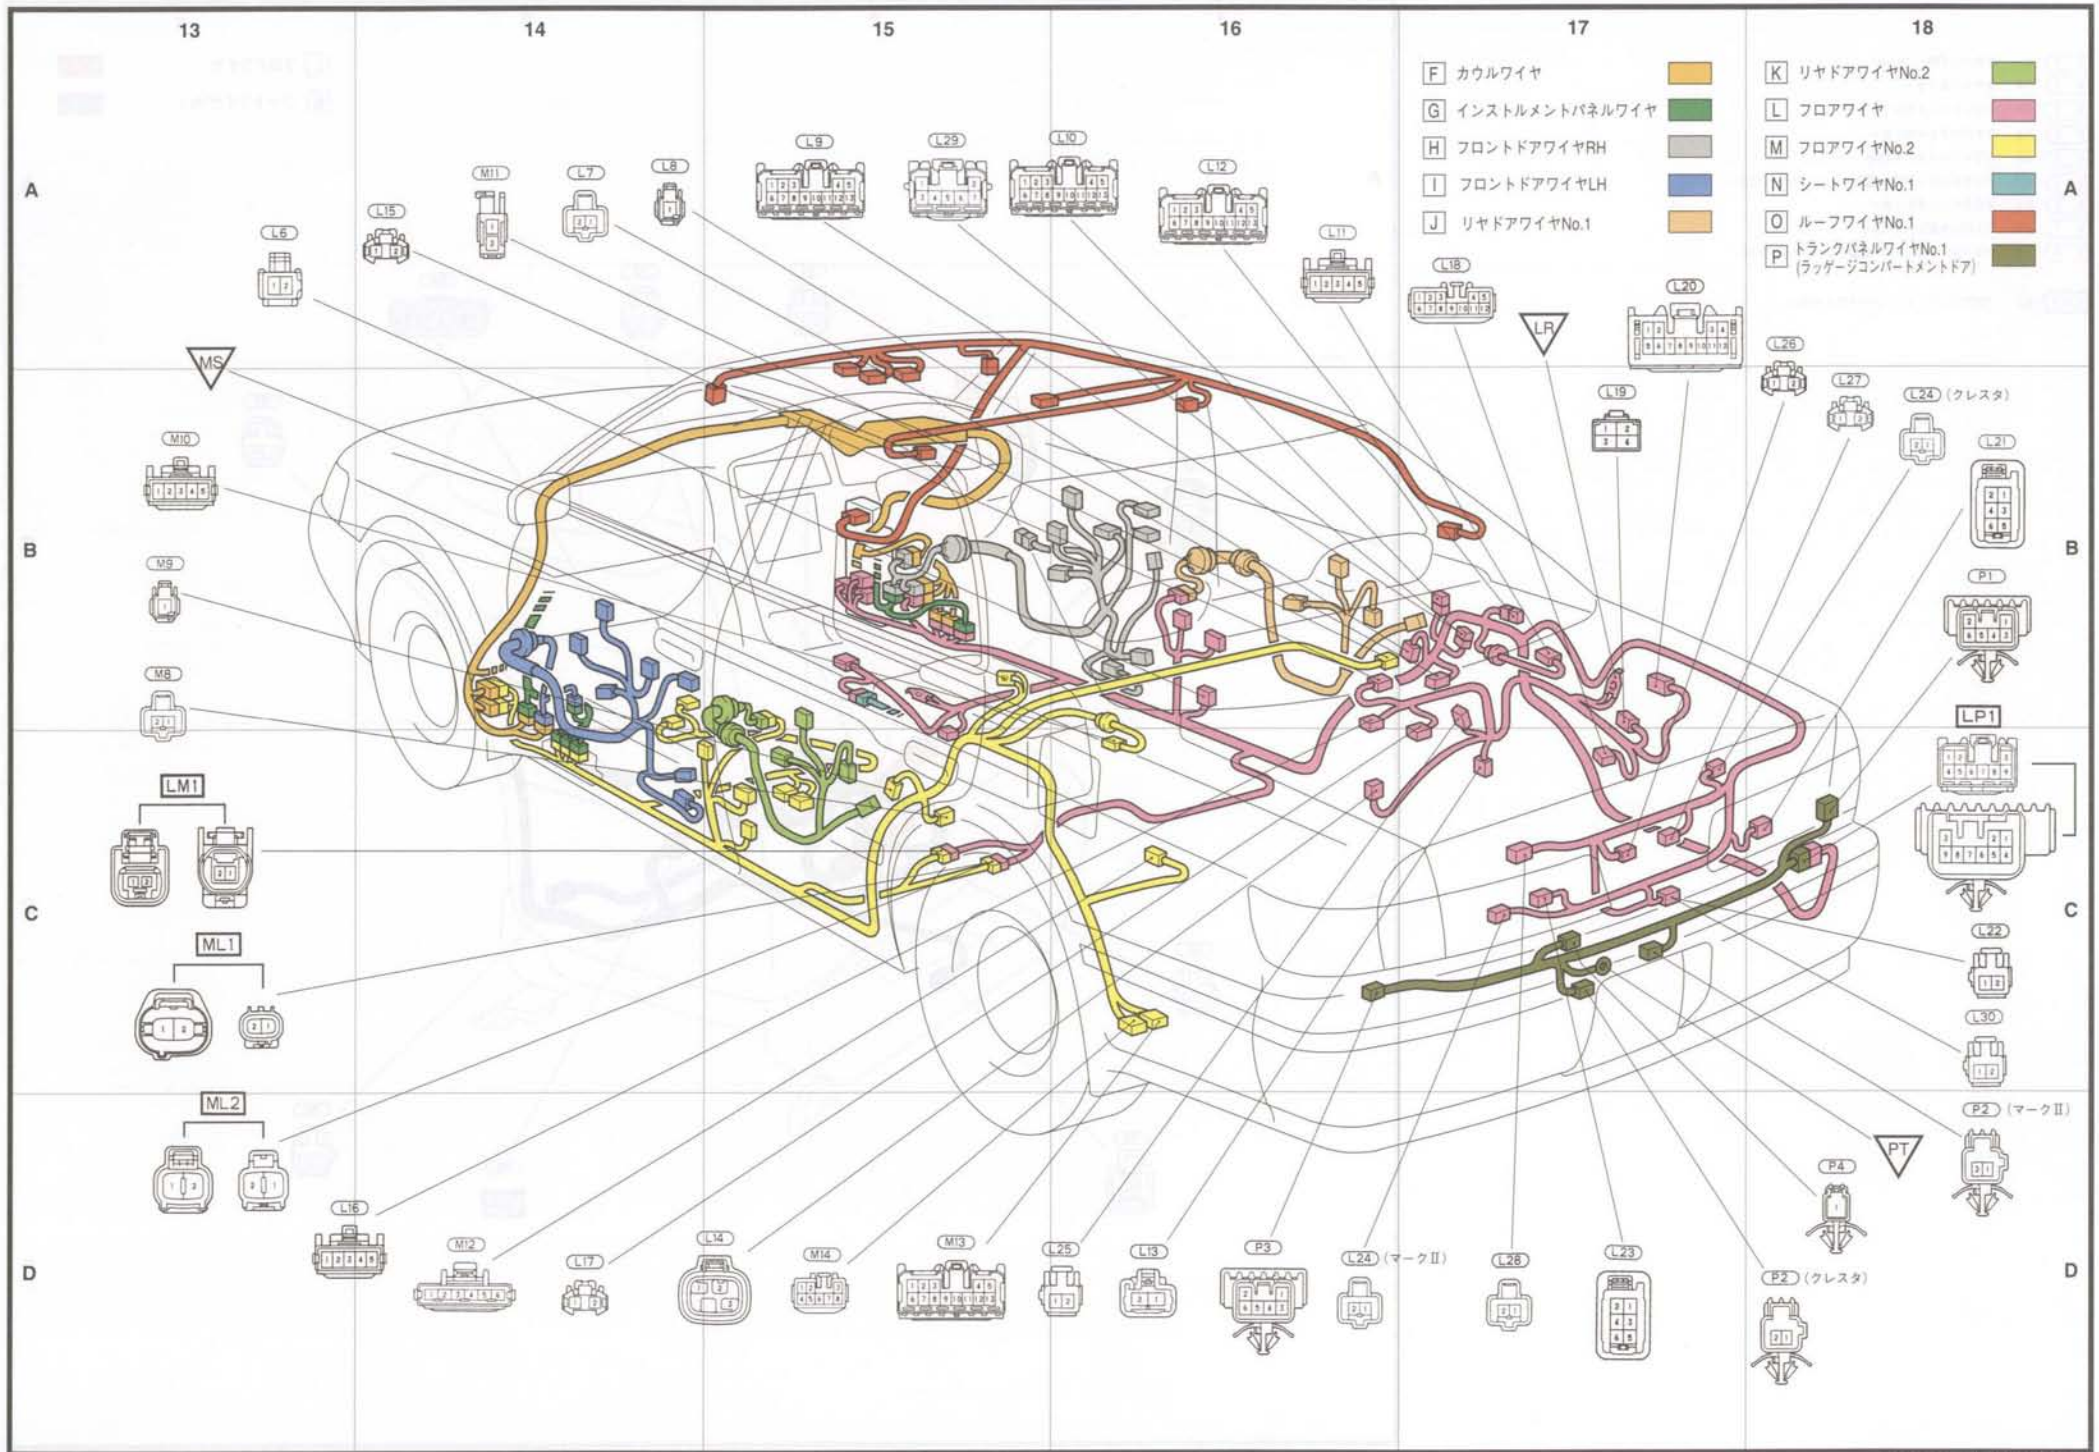 13 14 15 16 17 18
F カウルワイヤ
G インストルメントパネルワイヤ
H フロントドアワイヤRH
I フロントドアワイヤLH
J リヤドアワイヤNo.1
K リヤドアワイヤNo.2
L フロアワイヤ
M フロアワイヤNo.2
N シートワイヤNo.1
O ルーフワイヤNo.1
P トランクパネルワイヤNo.1
(ラッゲージコンパートメントドア)
A A
L6
L15
M11
L7
L8
L9
L29
L10
L12
L11
L18
LR
L20
L26
L27
L24 (クレスタ)
L19
L21
MS
M10
B B
M9
P1
M8
LP1
LM1
C C
ML1
L22
L30
ML2
P2 (マークⅡ)
PT
P4
L16
M12
L17
L14
M14
M13
L25
L13
P3
L24 (マークⅡ)
L28
L23
P2 (クレスタ)
D D